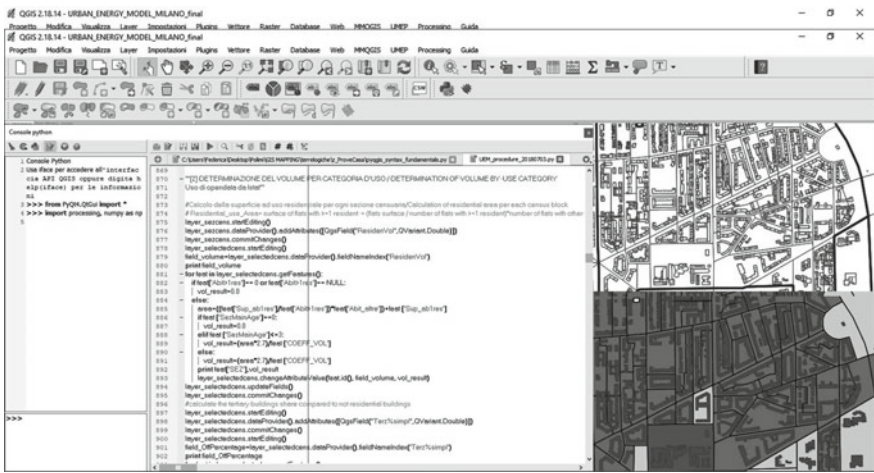 QGIS 2.18.14 - URBAN_ENERGY_MODEL_MILANO_final
Progetto Modifica Visualizza Layer Impostazioni Plugins Vettore Raster Database Web MMQGIS UMEP Processing Guida
QGIS 2.18.14 - URBAN_ENERGY_MODEL_MILANO_final
Progetto Modifica Visualizza Layer Impostazioni Plugins Vettore Raster Database Web MMQGIS UMEP Processing Guida
CSW
Console python
1 Console Python
2 Usa iface per accedere all'interfac
cia API QGIS oppure digita h
elp(iface) per le informazio
ni
3 >>> from PyQt4.QtGui import *
4 >>> import processing, numpy as np
5
>>>
C:/Users/Federica/Desktop/
UEM_procedure_20180703.py
869
870 '''[2] DETERMINAZIONE DEL VOLUME PER CATEGORIA D'USO / DETERMINATION OF VOLUME BY-USE CATEGORY
871 Uso di opendata de Istat'''
872
873 #Calcolo dalla superficie ad uso residenziale per ogni sezione censuaria/Calculation of residential area per each census block
874 # Residential_use_Area= surface of flats with >=1 resident + (flats surface / number of flats with >=1 resident)*number of flats with other
875 layer_sezcens.startEditing()
876 layer_sezcens.dataProvider().addAttributes([QgsField("ResidenVol",QVariant.Double)])
877 layer_sezcens.commitChanges()
878 layer_selectedcens.startEditing()
879 field_volume=layer_selectedcens.dataProvider().fieldNameIndex("ResidenVol")
880 print field_volume
881 for feat in layer_selectedcens.getFeatures():
882 if feat["Abit>1res"]== 0 or feat["Abit>1res"]== NULL:
883 vol_result=0.0
884 else:
885 area=((feat["Sup_ab1res"]/feat["Abit>1res"])*feat["Abit_altre"])+feat["Sup_ab1res"]
886 if feat["SezMainAge"]==0:
887 vol_result=0.0
888 elif feat["SezMainAge"]<=3:
889 vol_result=(area*2.7)/feat["COEFF_VOL"]
890 else:
891 vol_result=(area*2.7)/feat["COEFF_VOL"]
892 print feat["SEZ"],vol_result
893 layer_selectedcens.changeAttributeValue(feat.id(), field_volume, vol_result)
894 layer_selectedcens.updateFields()
895 layer_selectedcens.commitChanges()
896 #calculate the tertiary buildings share compared to not residential buildings
897 layer_selectedcens.startEditing()
898 layer_selectedcens.dataProvider().addAttributes([QgsField("Terz%simpl",QVariant.Double)])
899 layer_selectedcens.commitChanges()
900 layer_selectedcens.startEditing()
901 field_OffPercentage=layer_selectedcens.dataProvider().fieldNameIndex("Terz%simpl")
902 print field_OffPercentage